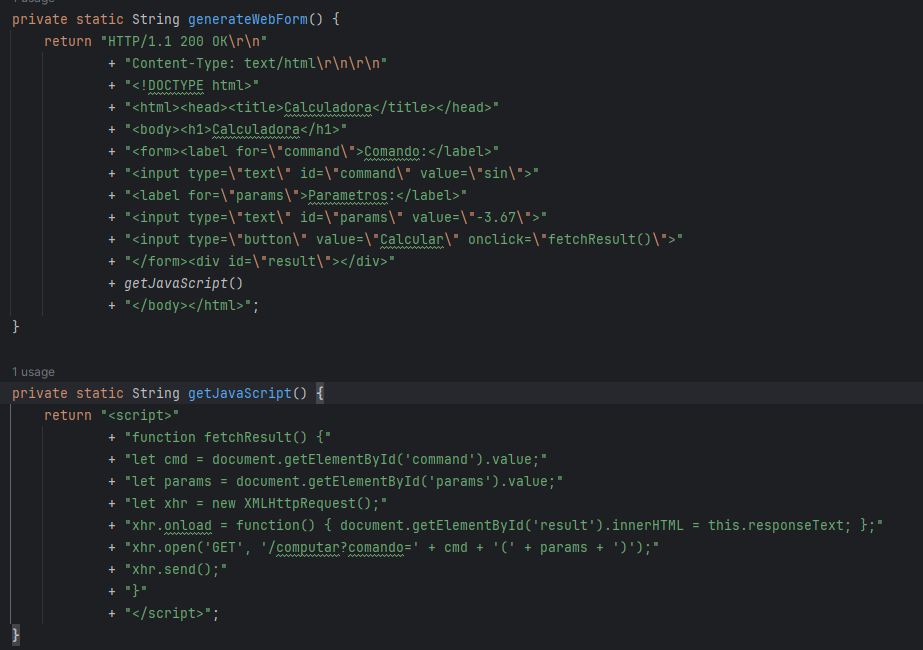 1 usage
private static String generateWebForm() {
    return "HTTP/1.1 200 OK\r\n"
            + "Content-Type: text/html\r\n\r\n"
            + "<!DOCTYPE html>"
            + "<html><head><title>Calculadora</title></head>"
            + "<body><h1>Calculadora</h1>"
            + "<form><label for=\"command\">Comando:</label>"
            + "<input type=\"text\" id=\"command\" value=\"sin\">"
            + "<label for=\"params\">Parametros:</label>"
            + "<input type=\"text\" id=\"params\" value=\"-3.67\">"
            + "<input type=\"button\" value=\"Calcular\" onclick=\"fetchResult()\">"
            + "</form><div id=\"result\"></div>"
            + getJavaScript()
            + "</body></html>";
}
1 usage
private static String getJavaScript() {
    return "<script>"
            + "function fetchResult() {"
            + "let cmd = document.getElementById('command').value;"
            + "let params = document.getElementById('params').value;"
            + "let xhr = new XMLHttpRequest();"
            + "xhr.onload = function() { document.getElementById('result').innerHTML = this.responseText; };"
            + "xhr.open('GET', '/computar?comando=' + cmd + '(' + params + ')');"
            + "xhr.send();"
            + "}"
            + "</script>";
}